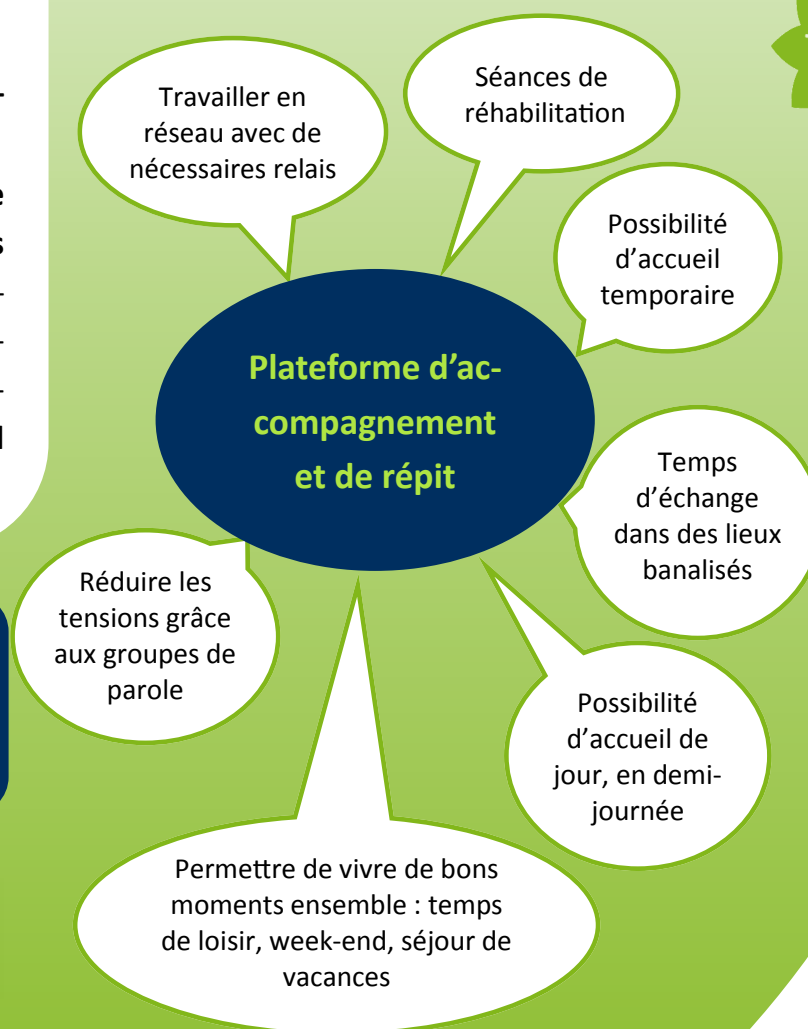 Travailler en
réseau avec de
nécessaires relais
Séances de
réhabilitation
Possibilité
d’accueil
temporaire
Plateforme d’ac-
compagnement
et de répit
Temps
d’échange
dans des lieux
banalisés
Réduire les
tensions grâce
aux groupes de
parole
Possibilité
d’accueil de
jour, en demi-
journée
Permettre de vivre de bons
moments ensemble : temps
de loisir, week-end, séjour de
vacances